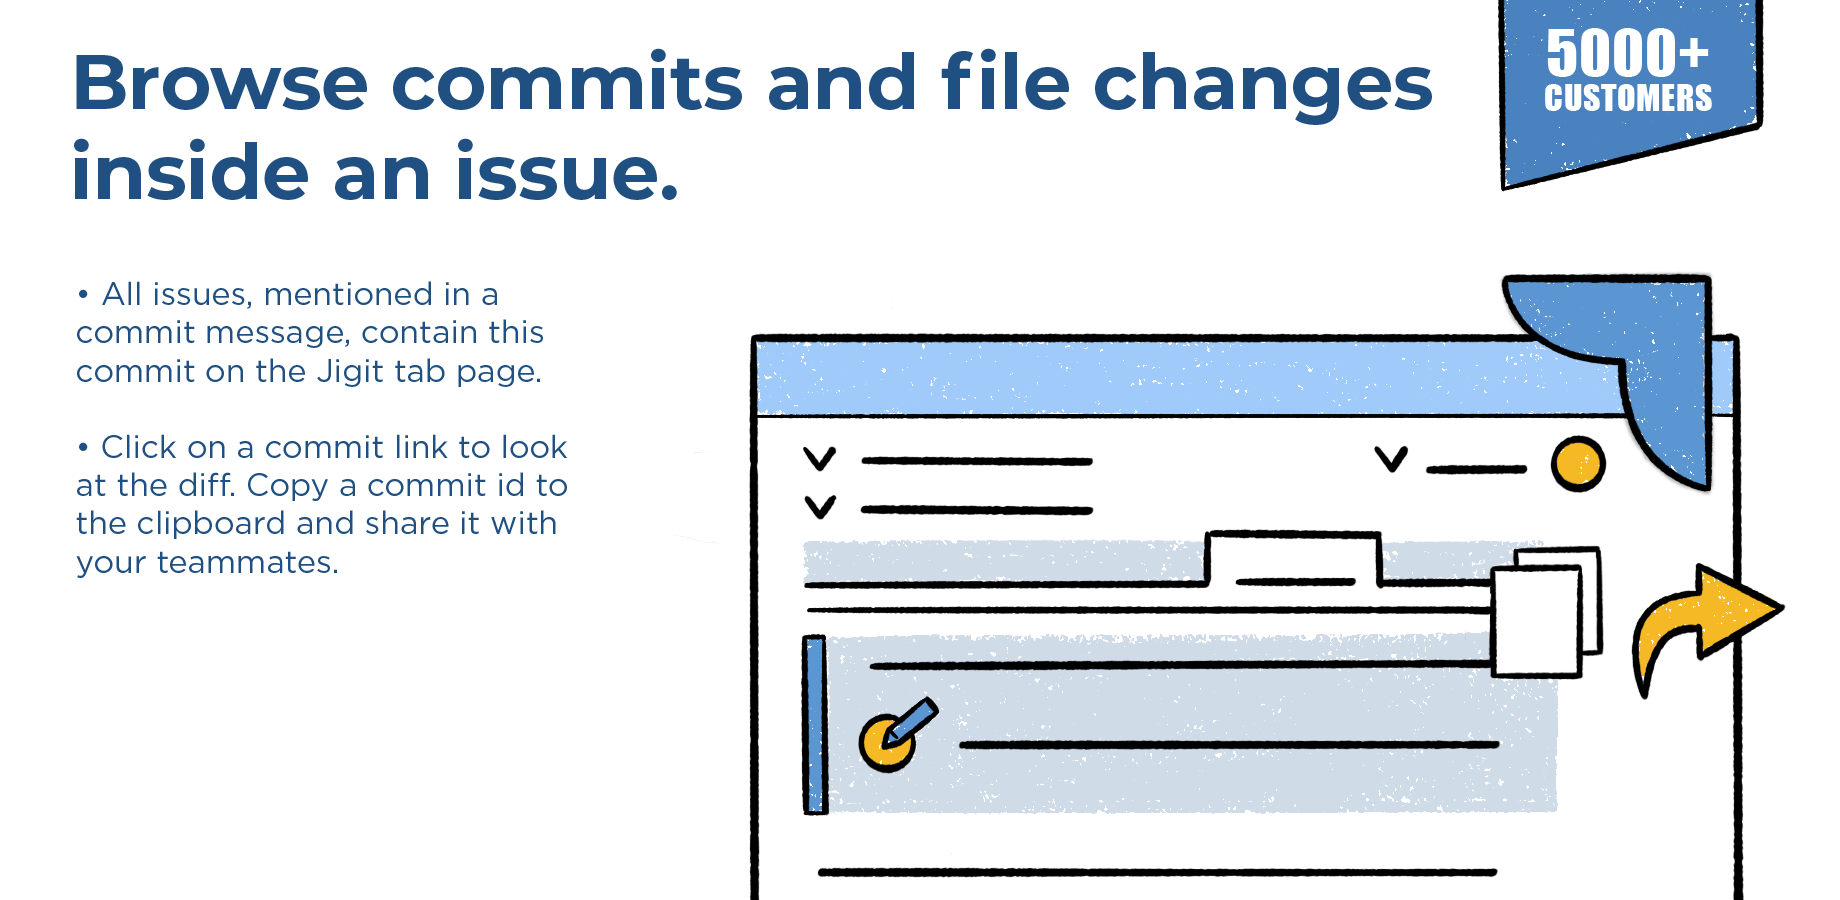 Browse commits and file changes
inside an issue.
5000+
CUSTOMERS
• All issues, mentioned in a
commit message, contain this
commit on the Jigit tab page.
• Click on a commit link to look
at the diff. Copy a commit id to
the clipboard and share it with
your teammates.